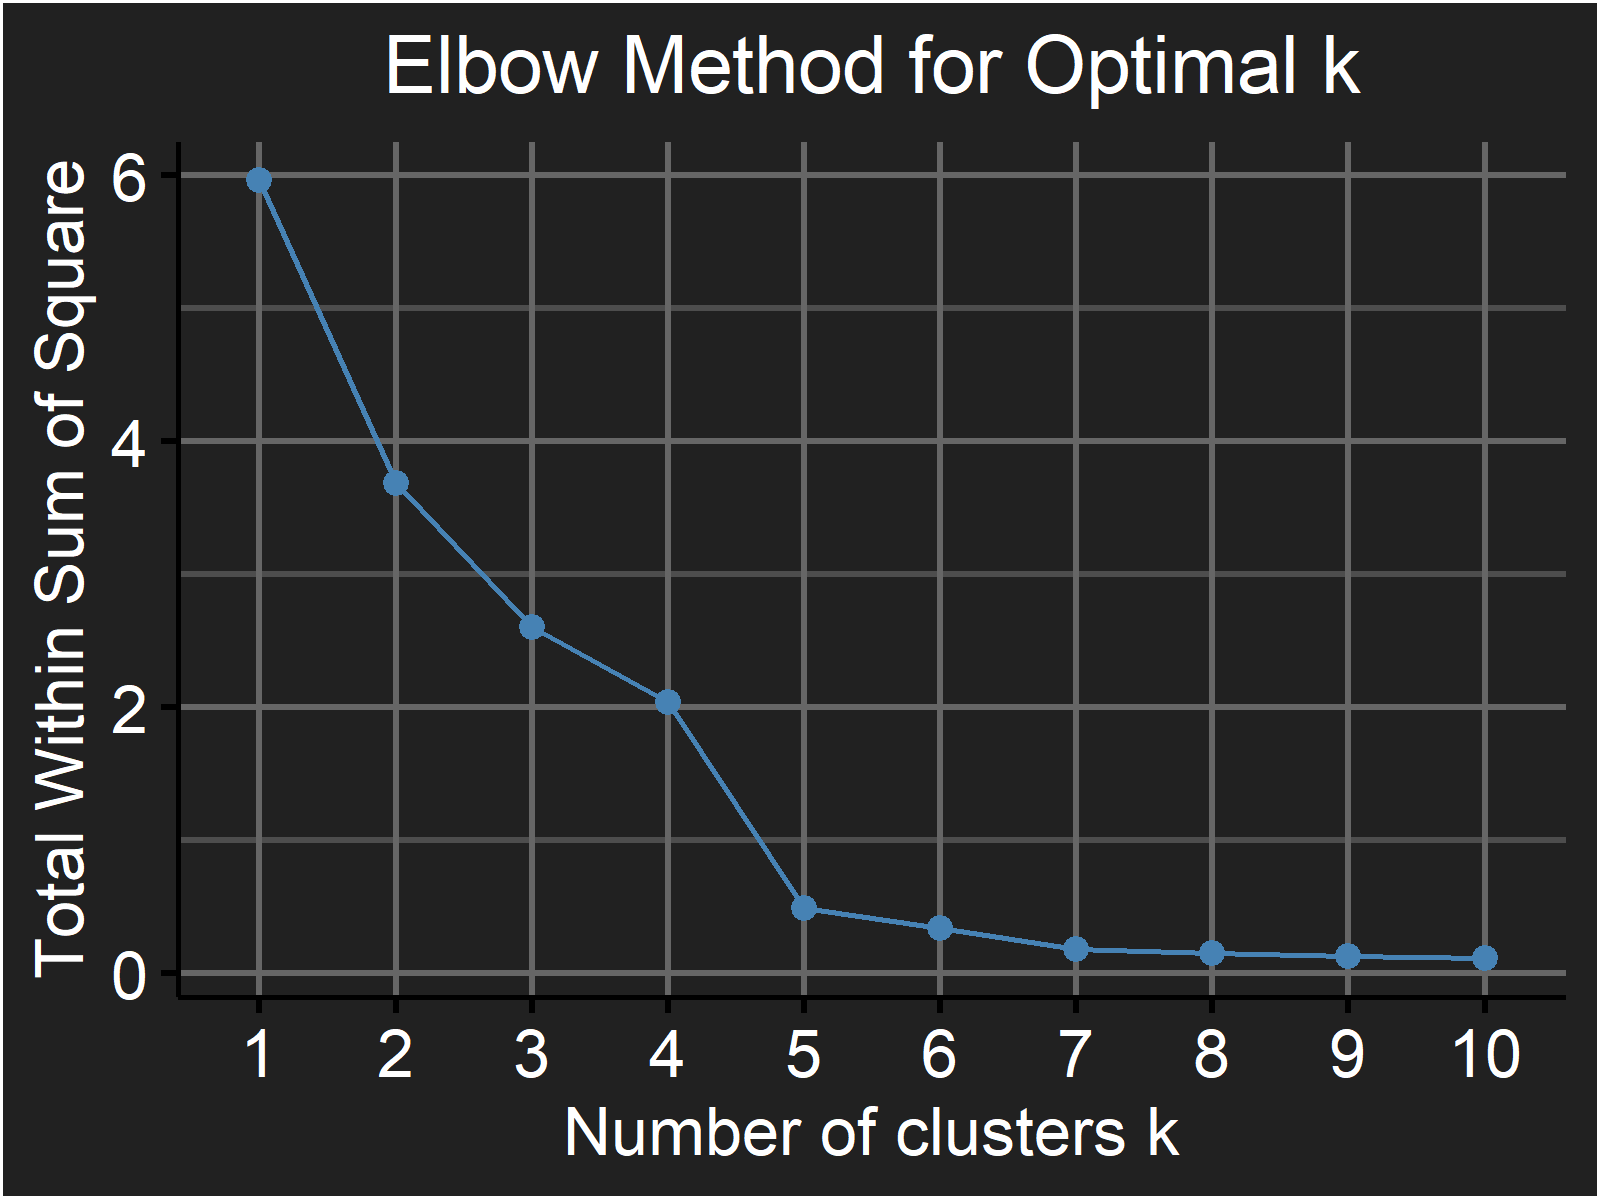 Elbow Method for Optimal k
Total Within Sum of Square
6
4
2
0
1 2 3 4 5 6 7 8 9 10
Number of clusters k